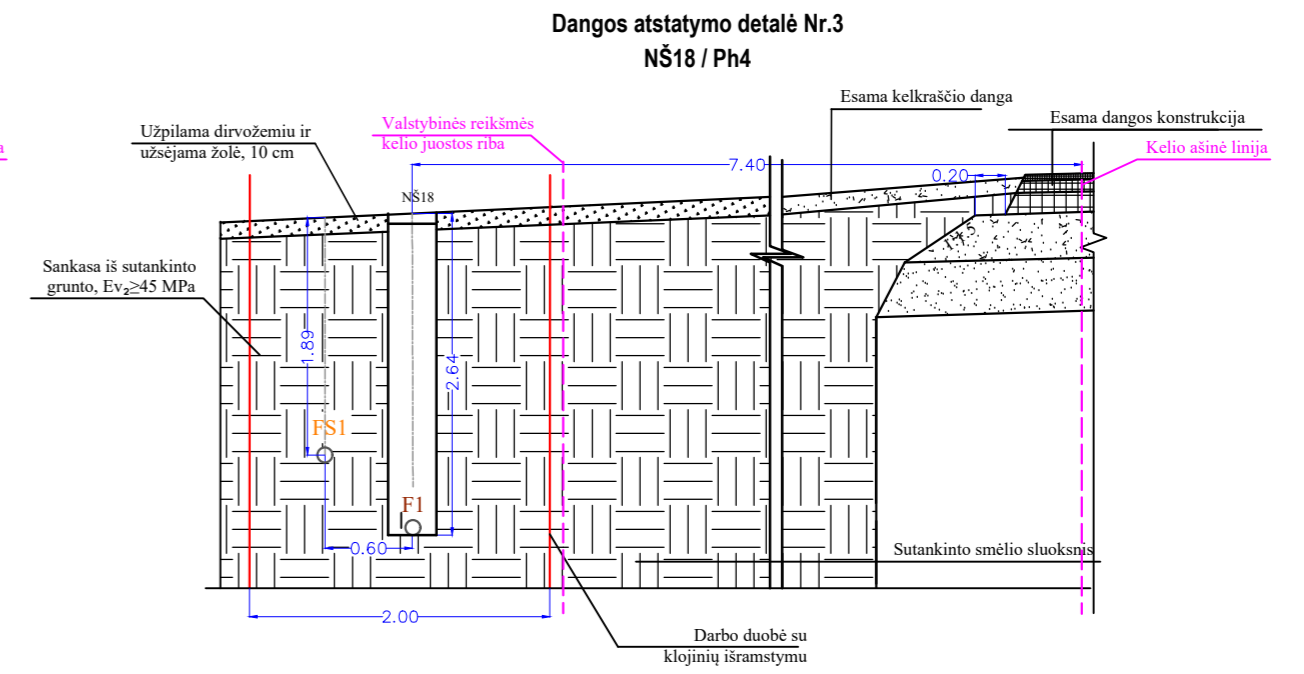 Dangos atstatymo detalė Nr.3
NŠ18 / Ph4
Esama kelkraščio danga
Esama dangos konstrukcija
Valstybinės reikšmės
kelio juostos riba
Užpilama dirvožemiu ir
užsėjama žolė, 10 cm
a
Kelio ašinė linija
7.40
0.20
NŠ18
1:1.5
Sankasa iš sutankinto
grunto, Ev₂≥45 MPa
1.89
2.64
FS1
F1
0.60
Sutankinto smėlio sluoksnis
2.00
Darbo duobė su
klojinių išramstymu